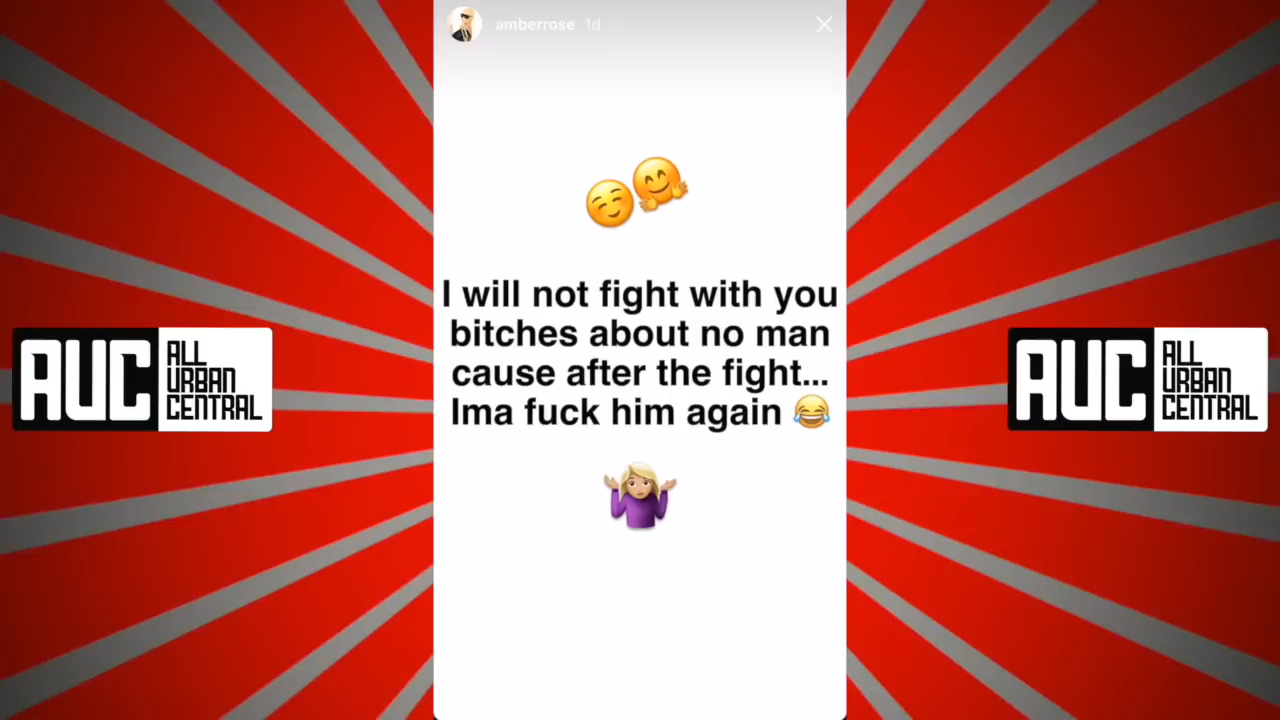 amberrose 1d
I will not fight with you
bitches about no man
cause after the fight...
Ima fuck him again 😂
AUC ALL
URBAN
CENTRAL
AUC ALL
URBAN
CENTRAL